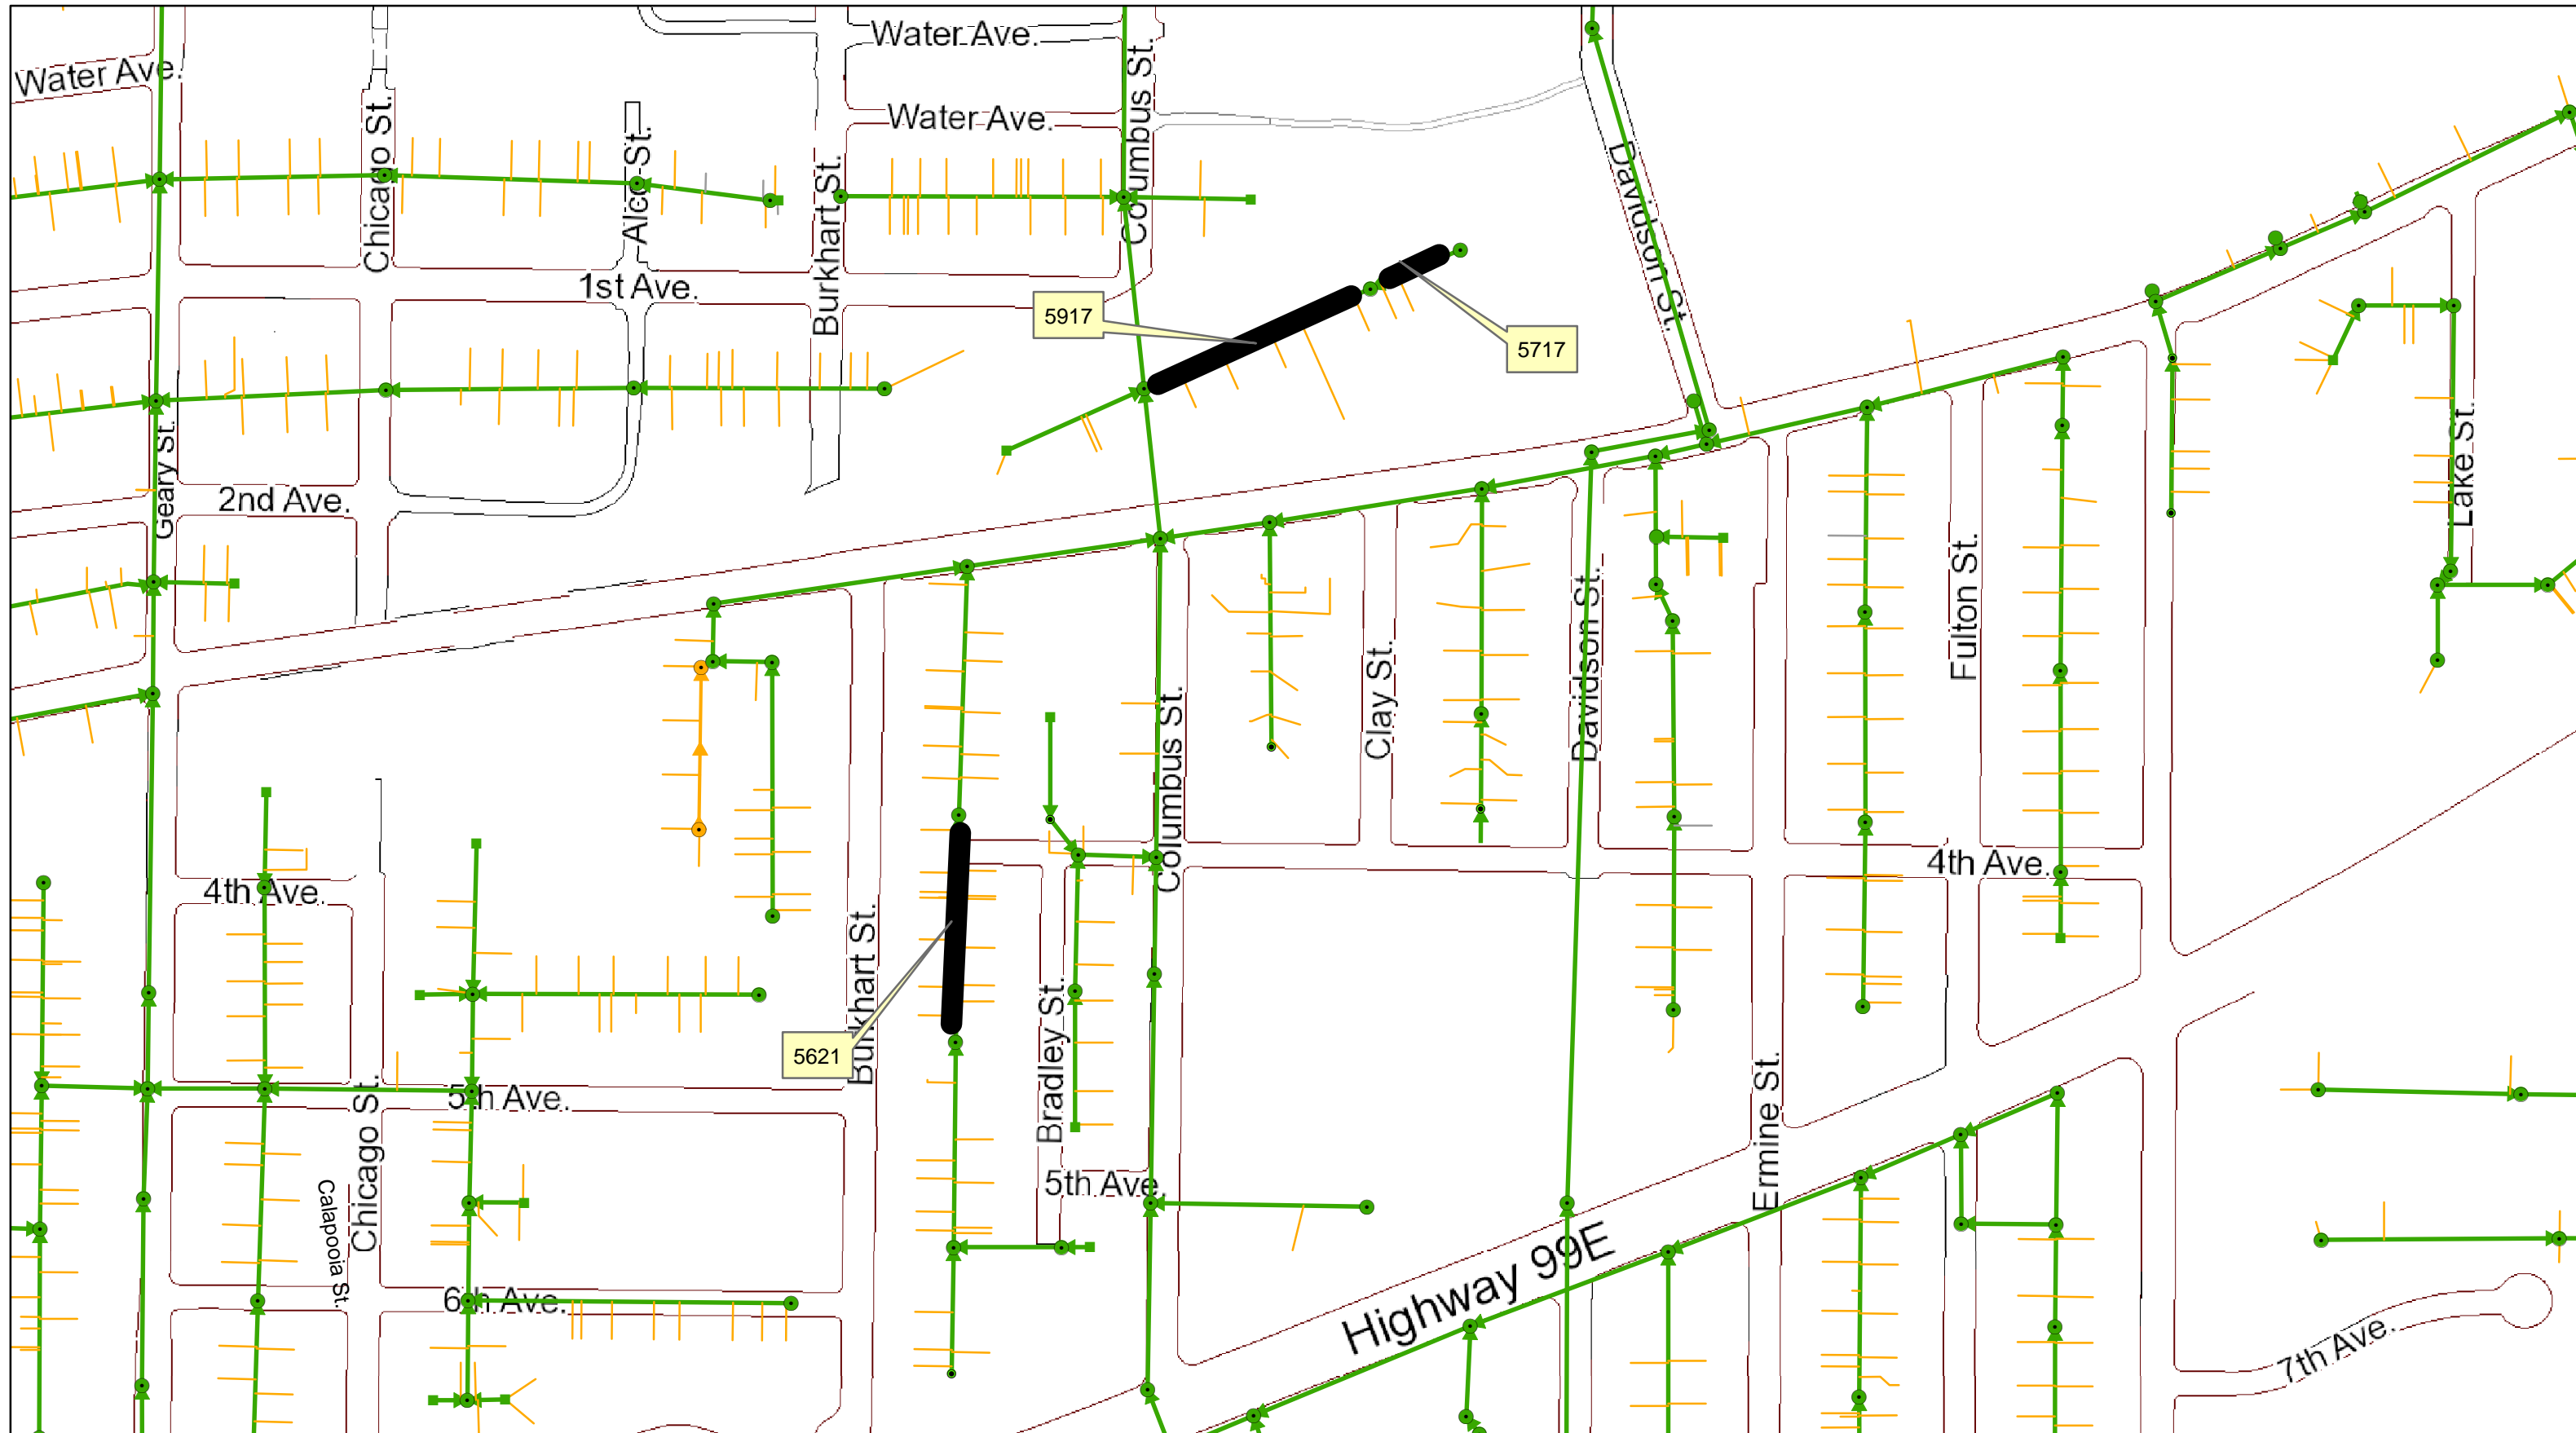 Water Ave.
Water Ave.
Water Ave.
Chicago St.
Alco St.
Burkhart St.
Columbus St.
Davidson St.
1st Ave.
5917
5717
Geary St.
2nd Ave.
Lake St.
Fulton St.
Clay St.
Davidson St.
Columbus St.
4th Ave.
4th Ave.
Burkhart St.
5621
Bradley St.
5th Ave.
Chicago St.
Calapooia St.
5th Ave.
Ermine St.
6th Ave.
Highway 99E
7th Ave.